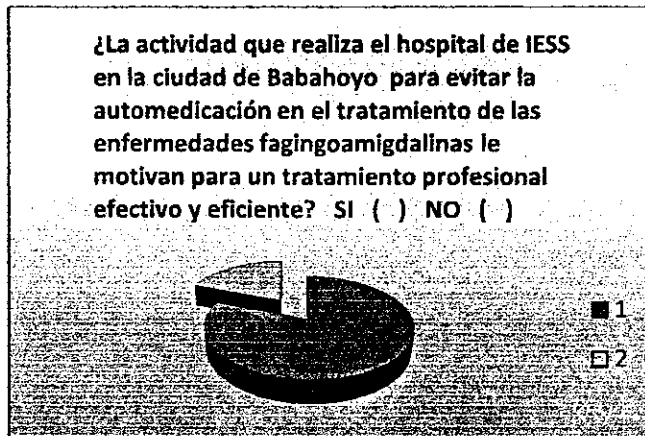 ¿La actividad que realiza el hospital de IESS
en la ciudad de Babahoyo para evitar la
automedicación en el tratamiento de las
enfermedades fagingoamigdalinas le
motivan para un tratamiento profesional
efectivo y eficiente? SI ( ) NO ( )
1
2